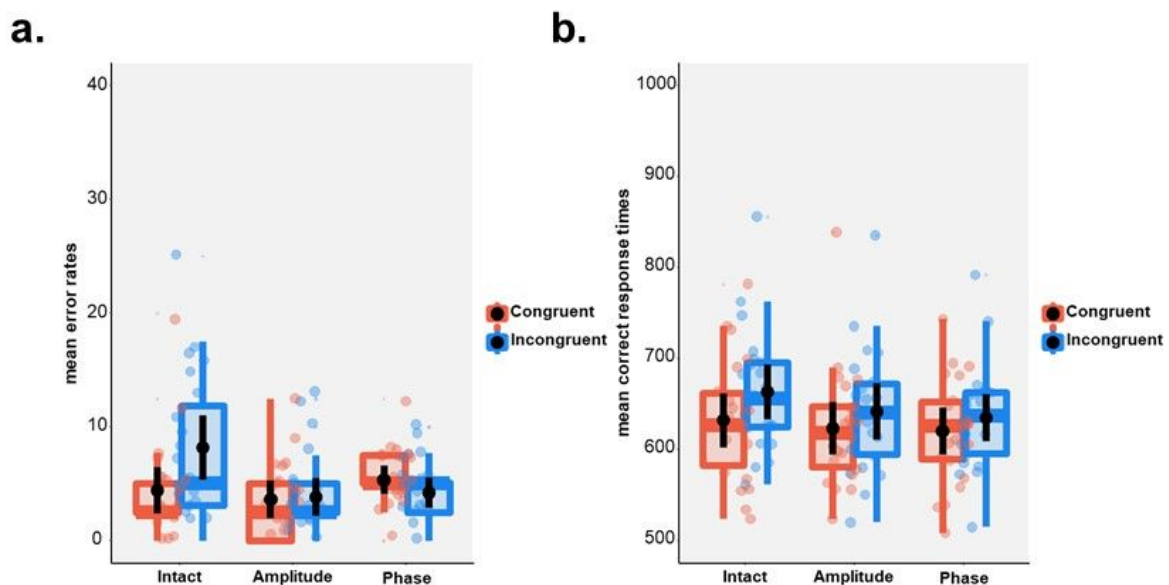 a.
mean error rates
40
30
20
10
0
Intact Amplitude Phase
Congruent
Incongruent
b.
mean correct response times
1000
900
800
700
600
500
Intact Amplitude Phase
Congruent
Incongruent